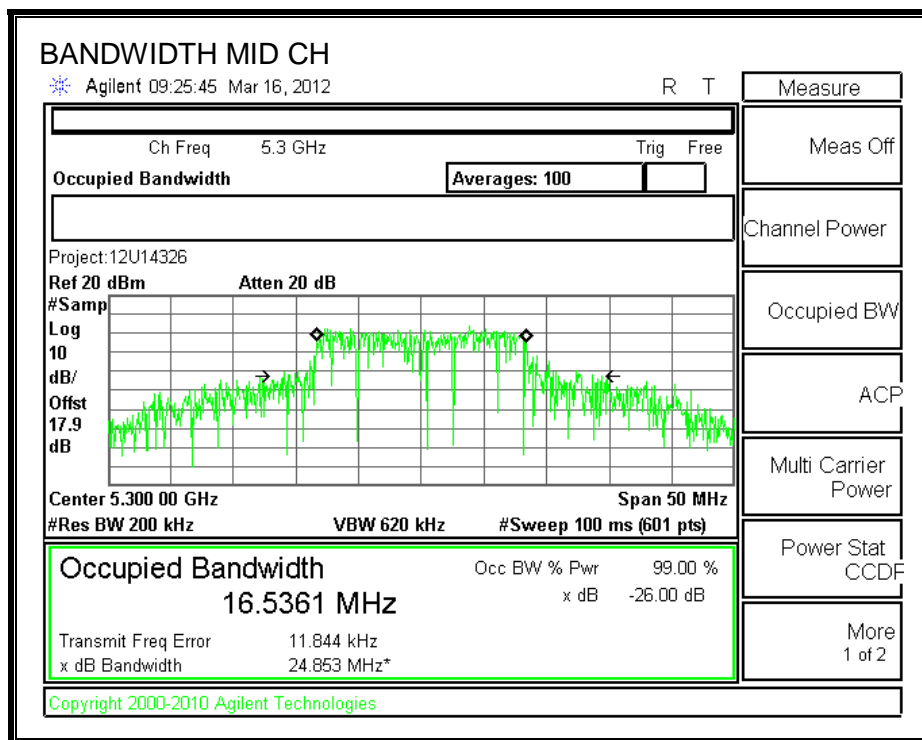 BANDWIDTH MID CH
Agilent 09:25:45 Mar 16, 2012 R T
Measure
Ch Freq 5.3 GHz Trig Free
Meas Off
Occupied Bandwidth Averages: 100
Channel Power
Project:12U14326
Ref 20 dBm Atten 20 dB
#Samp
Log
10
dB/
Offst
17.9
dB
Occupied BW
ACP
Multi Carrier
Power
Center 5.300 00 GHz Span 50 MHz
#Res BW 200 kHz VBW 620 kHz #Sweep 100 ms (601 pts)
Power Stat
CCDF
Occupied Bandwidth Occ BW % Pwr 99.00 %
16.5361 MHz x dB -26.00 dB
Transmit Freq Error 11.844 kHz
x dB Bandwidth 24.853 MHz*
More
1 of 2
Copyright 2000-2010 Agilent Technologies